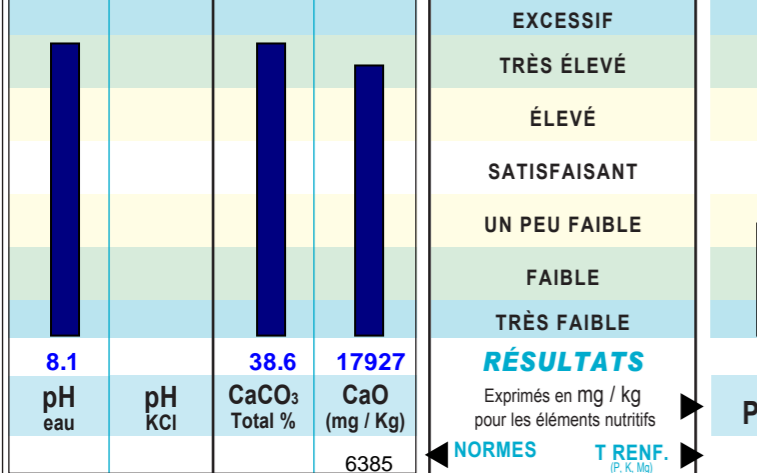 EXCESSIF
TRÈS ÉLEVÉ
ÉLEVÉ
SATISFAISANT
UN PEU FAIBLE
FAIBLE
TRÈS FAIBLE
8.1 38.6 17927 RÉSULTATS
pH eau
pH KCl
CaCO₃ Total %
CaO (mg / Kg)
Exprimés en mg / kg
pour les éléments nutritifs
P
6385
NORMES T RENF.
(P, K, Mg)